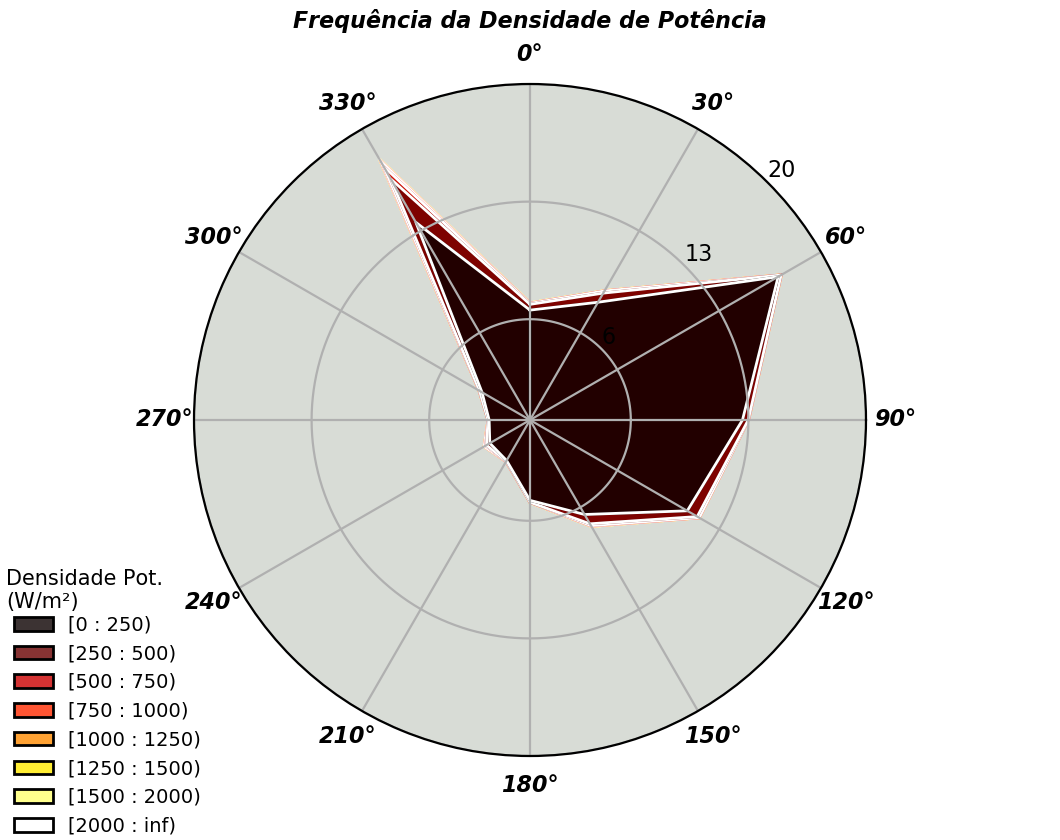 Frequência da Densidade de Potência
0°
330°
30°
20
300°
60°
13
6
270°
90°
240°
120°
210°
150°
180°
Densidade Pot.
(W/m²)
[0 : 250)
[250 : 500)
[500 : 750)
[750 : 1000)
[1000 : 1250)
[1250 : 1500)
[1500 : 2000)
[2000 : inf)